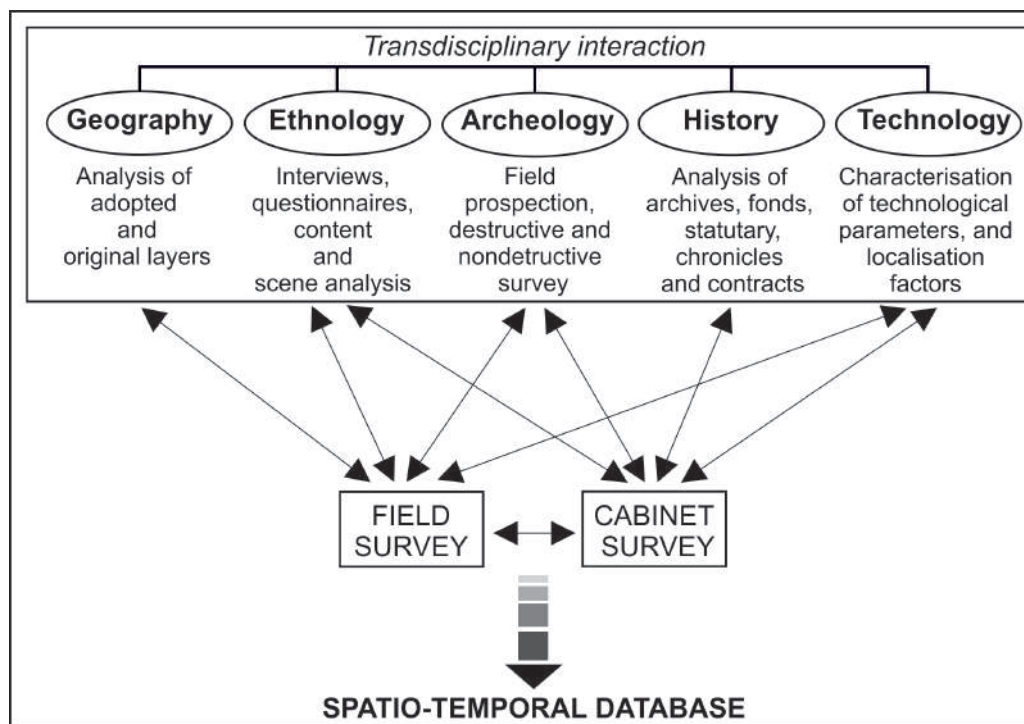 Transdisciplinary interaction
Geography
Ethnology
Archeology
History
Technology
Analysis of
adopted
and
original layers
Interviews,
questionnaires,
content
and
scene analysis
Field
prospection,
destructive and
nondetructive
survey
Analysis of
archives, fonds,
statutary,
chronicles
and contracts
Characterisation
of technological
parameters, and
localisation
factors
FIELD
SURVEY
CABINET
SURVEY
SPATIO-TEMPORAL DATABASE